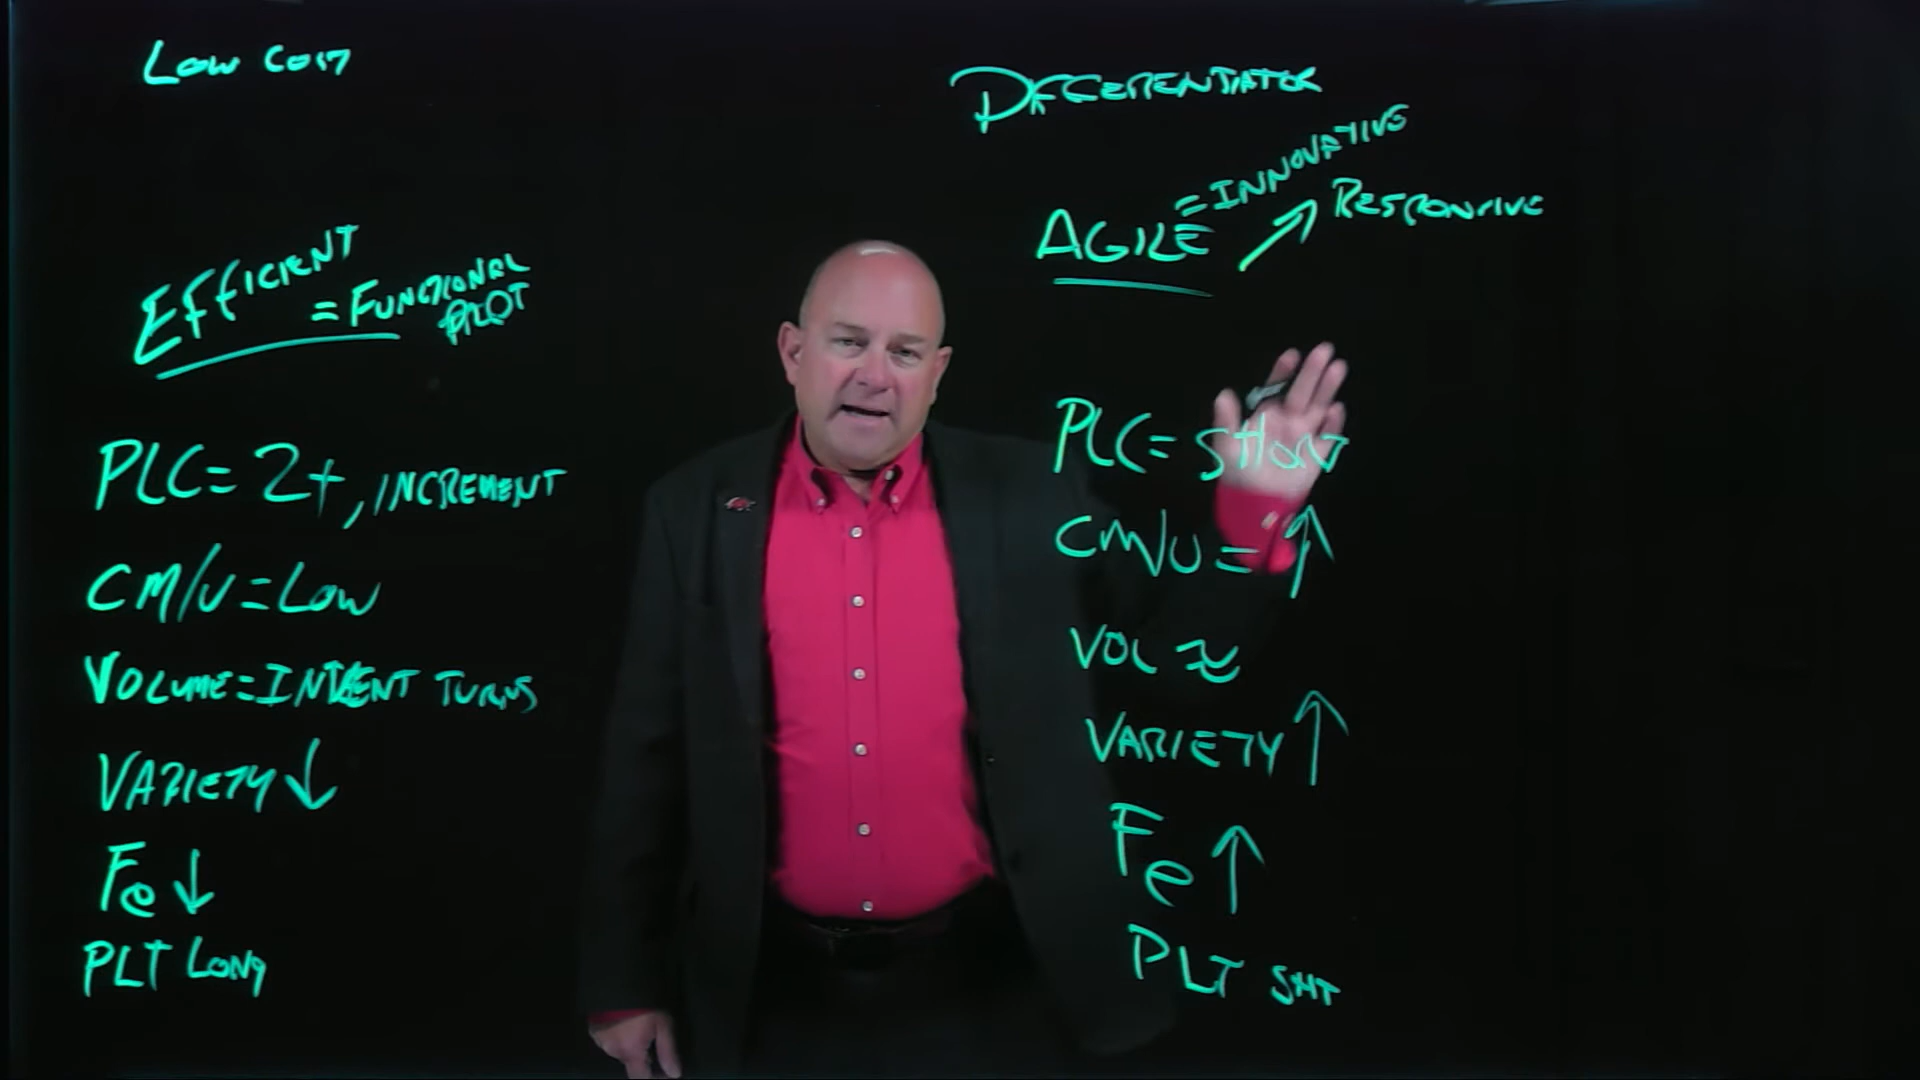 LOW COST
EFFICIENT
= FUNCTIONAL
PLC = 2+, INCREMENT
CM/U = LOW
VOLUME = INVENT TURNS
VARIETY ↓
Fe ↓
PLT LONG
DIFFERENTIATOR
= INNOVATIVE
AGILE ↗ RESPONSIVE
PLC = SHORT
CM/U = ↑
VOL ≈
VARIETY ↑
Fe ↑
PLT SHT